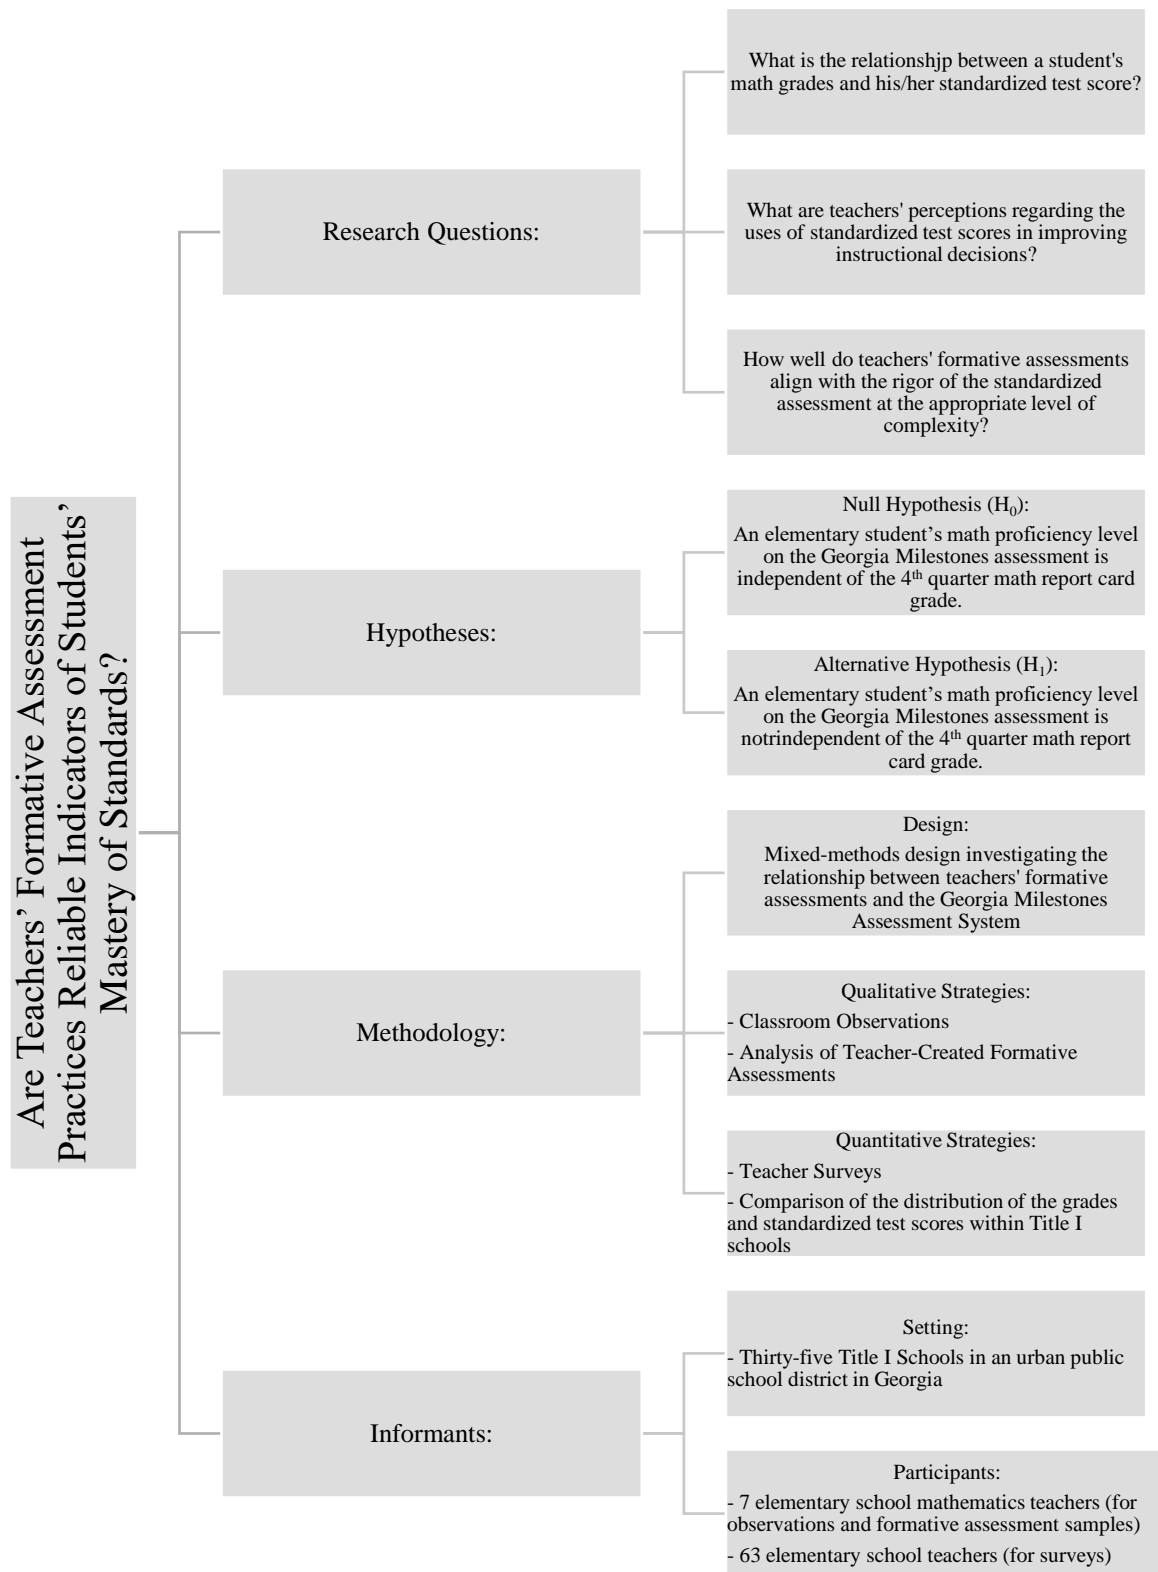 Are Teachers’ Formative Assessment
Practices Reliable Indicators of Students’
Mastery of Standards?
Research Questions:
What is the relationshjp between a student's
math grades and his/her standardized test score?
What are teachers' perceptions regarding the
uses of standardized test scores in improving
instructional decisions?
How well do teachers' formative assessments
align with the rigor of the standardized
assessment at the appropriate level of
complexity?
Hypotheses:
Null Hypothesis (H₀):
An elementary student’s math proficiency level
on the Georgia Milestones assessment is
independent of the 4ᵗʰ quarter math report card
grade.
Alternative Hypothesis (H₁):
An elementary student’s math proficiency level
on the Georgia Milestones assessment is
notrindependent of the 4ᵗʰ quarter math report
card grade.
Methodology:
Design:
Mixed-methods design investigating the
relationship between teachers' formative
assessments and the Georgia Milestones
Assessment System
Qualitative Strategies:
- Classroom Observations
- Analysis of Teacher-Created Formative
Assessments
Quantitative Strategies:
- Teacher Surveys
- Comparison of the distribution of the grades
and standardized test scores within Title I
schools
Informants:
Setting:
- Thirty-five Title I Schools in an urban public
school district in Georgia
Participants:
- 7 elementary school mathematics teachers (for
observations and formative assessment samples)
- 63 elementary school teachers (for surveys)